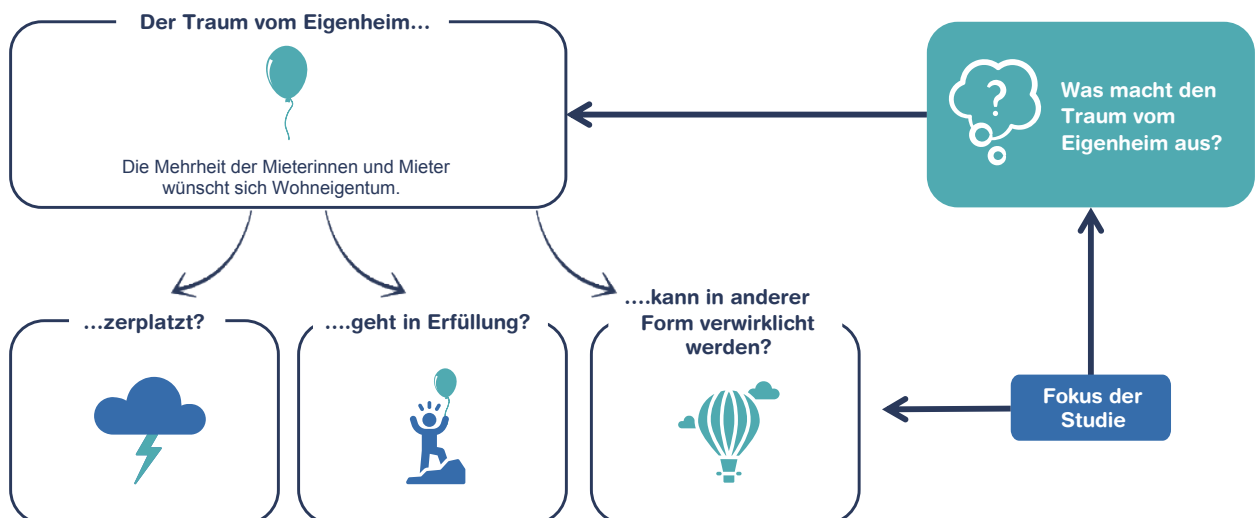 Der Traum vom Eigenheim...
Die Mehrheit der Mieterinnen und Mieter
wünscht sich Wohneigentum.
?
Was macht den
Traum vom
Eigenheim aus?
...zerplatzt?
....geht in Erfüllung?
....kann in anderer
Form verwirklicht
werden?
Fokus der
Studie